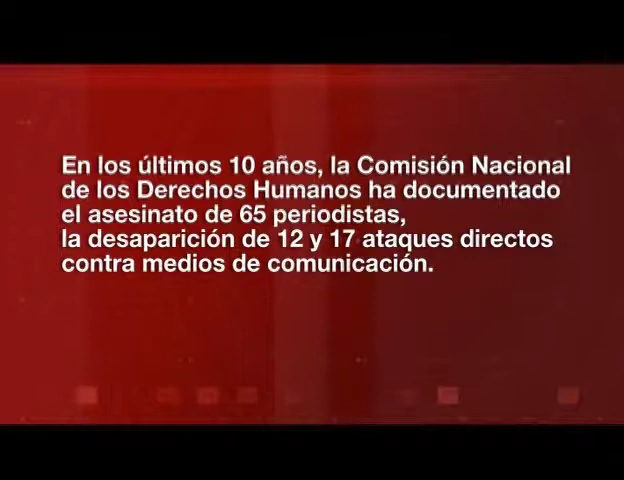 En los últimos 10 años, la Comisión Nacional
de los Derechos Humanos ha documentado
el asesinato de 65 periodistas,
la desaparición de 12 y 17 ataques directos
contra medios de comunicación.